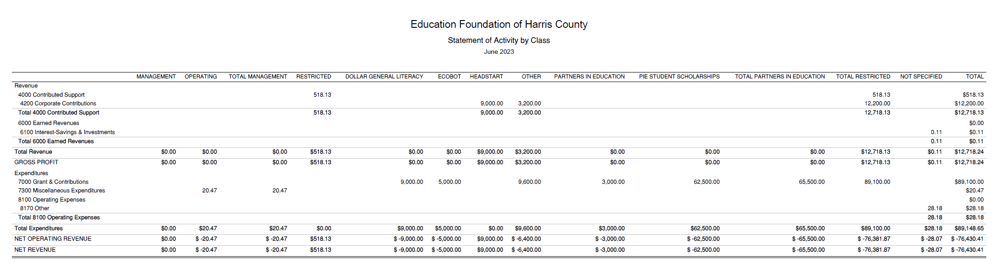 Education Foundation of Harris County
Statement of Activity by Class
June 2023
MANAGEMENT OPERATING TOTAL MANAGEMENT RESTRICTED DOLLAR GENERAL LITERACY ECOBOT HEADSTART OTHER PARTNERS IN EDUCATION PIE STUDENT SCHOLARSHIPS TOTAL PARTNERS IN EDUCATION TOTAL RESTRICTED NOT SPECIFIED TOTAL
Revenue
4000 Contributed Support 518.13 518.13 $518.13
4200 Corporate Contributions 9,000.00 3,200.00 12,200.00 $12,200.00
Total 4000 Contributed Support 518.13 9,000.00 3,200.00 12,718.13 $12,718.13
6000 Earned Revenues $0.00
6100 Interest-Savings & Investments 0.11 $0.11
Total 6000 Earned Revenues 0.11 $0.11
Total Revenue $0.00 $0.00 $0.00 $518.13 $0.00 $0.00 $9,000.00 $3,200.00 $0.00 $0.00 $0.00 $12,718.13 $0.11 $12,718.24
GROSS PROFIT $0.00 $0.00 $0.00 $518.13 $0.00 $0.00 $9,000.00 $3,200.00 $0.00 $0.00 $0.00 $12,718.13 $0.11 $12,718.24
Expenditures
7000 Grant & Contributions 9,000.00 5,000.00 9,600.00 3,000.00 62,500.00 65,500.00 89,100.00 $89,100.00
7300 Miscellaneous Expenditures 20.47 20.47 $20.47
8100 Operating Expenses $0.00
8170 Other 28.18 $28.18
Total 8100 Operating Expenses 28.18 $28.18
Total Expenditures $0.00 $20.47 $20.47 $0.00 $9,000.00 $5,000.00 $0.00 $9,600.00 $3,000.00 $62,500.00 $65,500.00 $89,100.00 $28.18 $89,148.65
NET OPERATING REVENUE $0.00 $ -20.47 $ -20.47 $518.13 $ -9,000.00 $ -5,000.00 $9,000.00 $ -6,400.00 $ -3,000.00 $ -62,500.00 $ -65,500.00 $ -76,381.87 $ -28.07 $ -76,430.41
NET REVENUE $0.00 $ -20.47 $ -20.47 $518.13 $ -9,000.00 $ -5,000.00 $9,000.00 $ -6,400.00 $ -3,000.00 $ -62,500.00 $ -65,500.00 $ -76,381.87 $ -28.07 $ -76,430.41